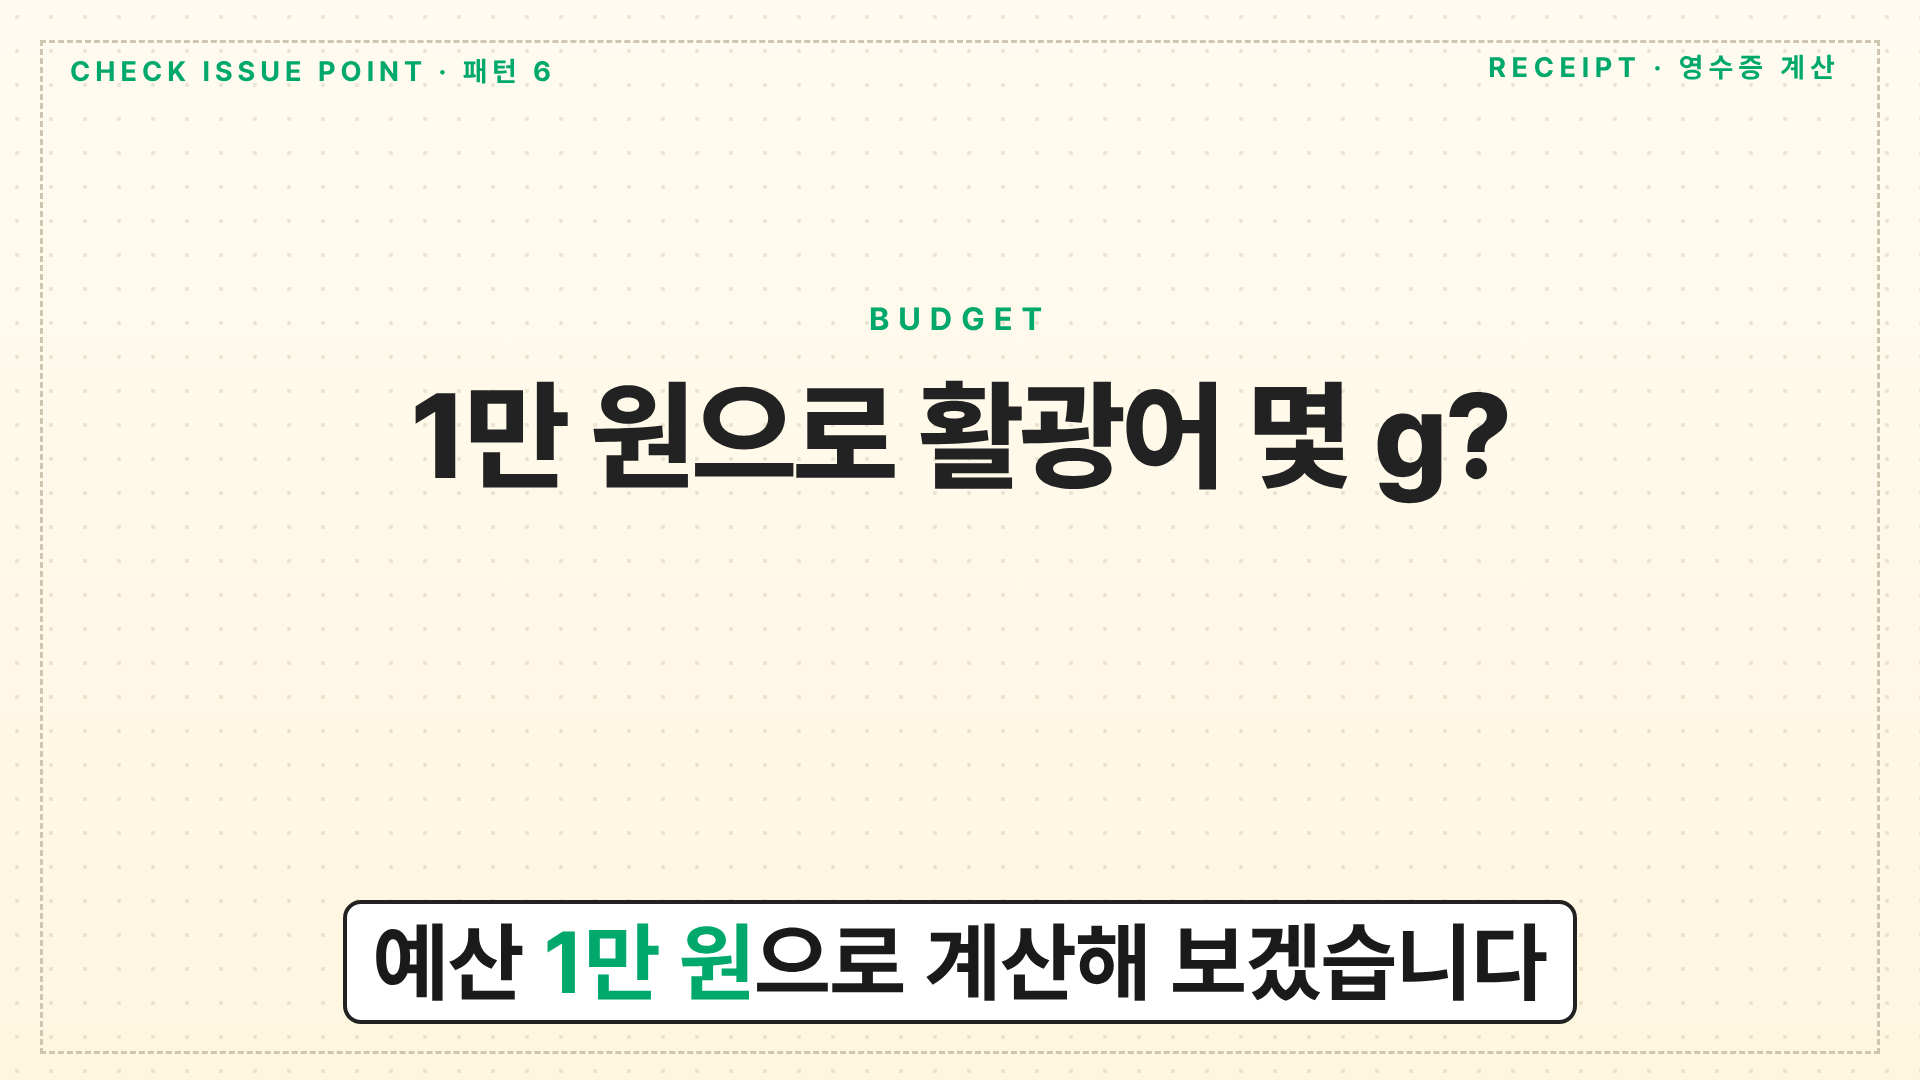 CHECK ISSUE POINT · 패턴 6
RECEIPT · 영수증 계산
BUDGET
1만 원으로 활광어 몇 g?
예산 1만 원으로 계산해 보겠습니다